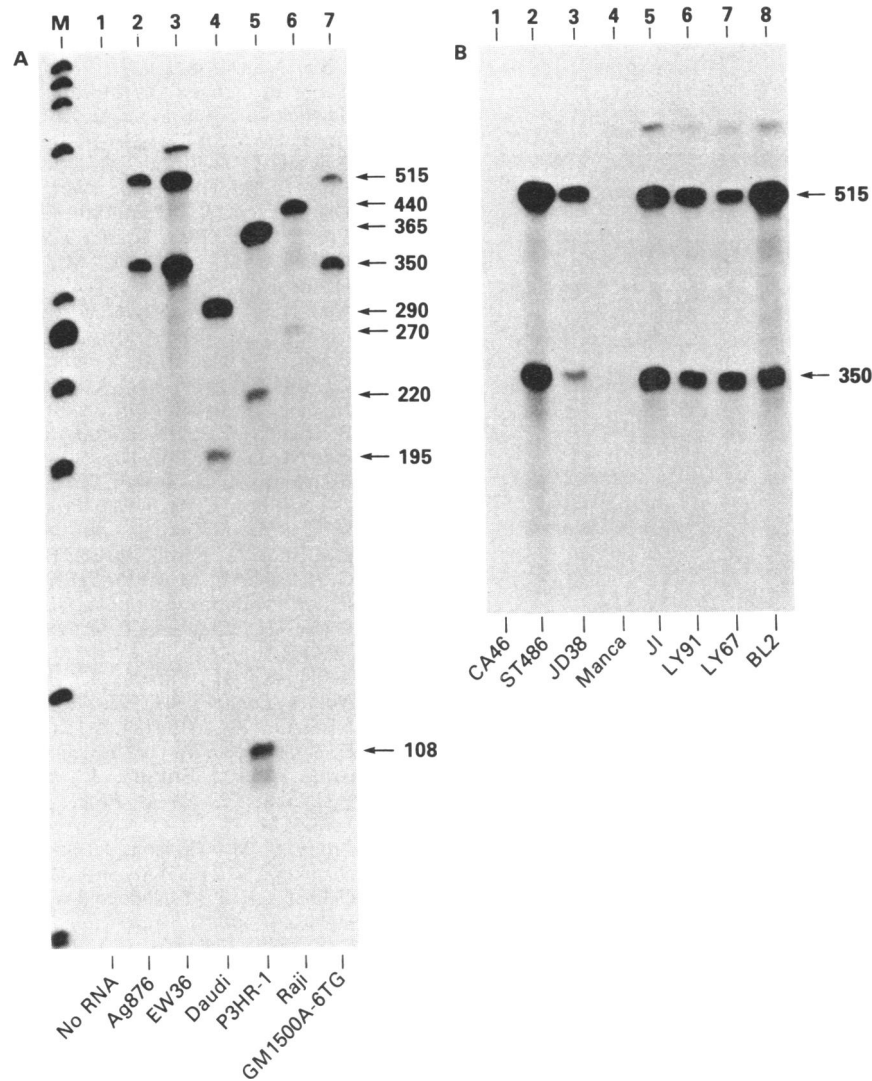 A
M 1 2 3 4 5 6 7
515
440
365
350
290
270
220
195
108
No RNA
Ag876
EW36
Daudi
P3HR-1
Raji
GM1500A-6TG
B
1 2 3 4 5 6 7 8
515
350
CA46
ST486
JD38
Manca
JI
LY91
LY67
BL2